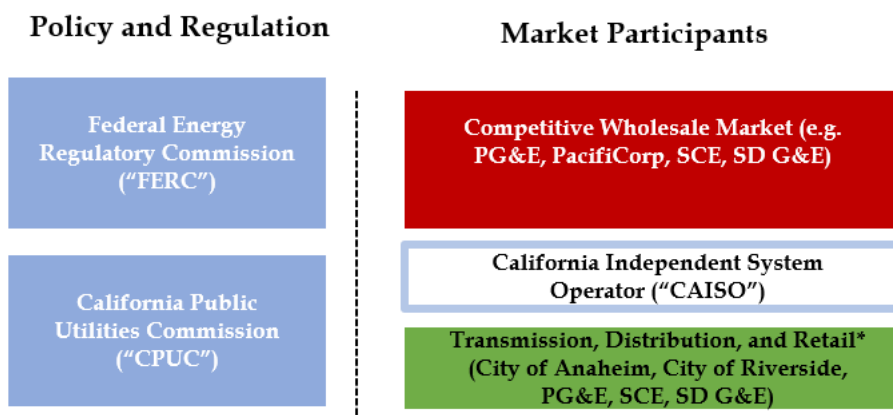 Policy and Regulation
Market Participants
Federal Energy
Regulatory Commission
(“FERC”)
Competitive Wholesale Market (e.g.
PG&E, PacifiCorp, SCE, SD G&E)
California Independent System
Operator (“CAISO”)
California Public
Utilities Commission
(“CPUC”)
Transmission, Distribution, and Retail*
(City of Anaheim, City of Riverside,
PG&E, SCE, SD G&E)